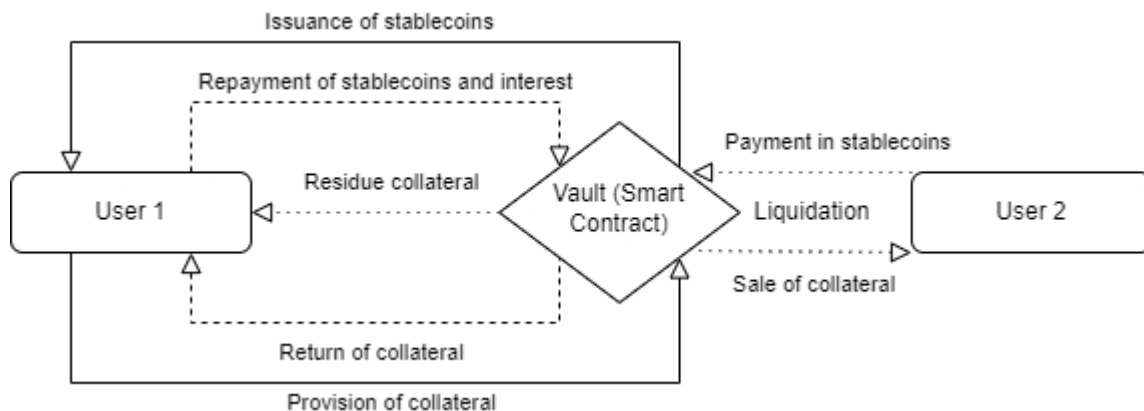 Issuance of stablecoins
Repayment of stablecoins and interest
Payment in stablecoins
User 1
Residue collateral
Vault (Smart
Contract)
Liquidation
User 2
Sale of collateral
Return of collateral
Provision of collateral